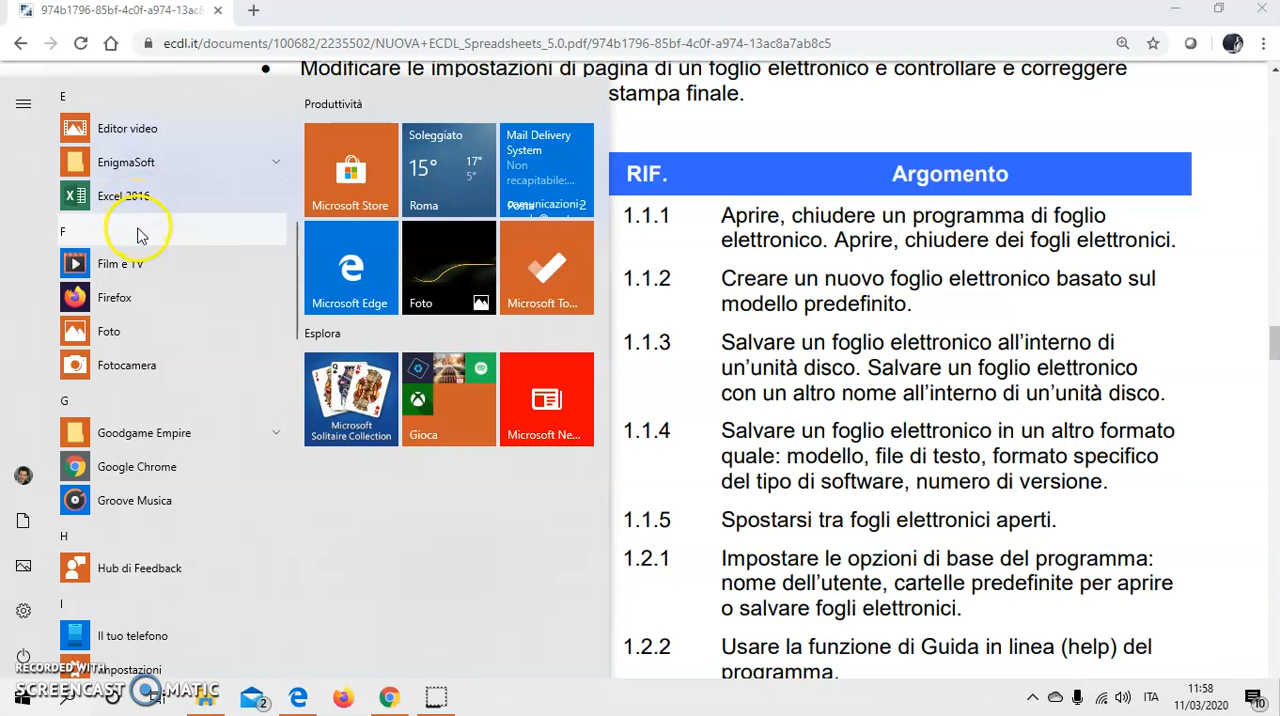 974b1796-85bf-4c0f-a974-13ac8
ecdl.it/documents/100682/2235502/NUOVA+ECDL_Spreadsheets_5.0.pdf/974b1796-85bf-4c0f-a974-13ac8a7ab8c5
• Modificare le impostazioni di pagina di un foglio elettronico e controllare e correggere
stampa finale.
E
Editor video
EnigmaSoft
Excel 2016
F
Film e TV
Firefox
Foto
Fotocamera
G
Goodgame Empire
Google Chrome
Groove Musica
H
Hub di Feedback
I
Il tuo telefono
Impostazioni
Produttività
Microsoft Store
Soleggiato
15°
17°
5°
Roma
Mail Delivery
System
Non
recapitabile:...
comunicazioni-
Posta
2
Microsoft Edge
Foto
Microsoft To...
Esplora
Microsoft
Solitaire Collection
Gioca
Microsoft Ne...
RIF. Argomento
1.1.1 Aprire, chiudere un programma di foglio
elettronico. Aprire, chiudere dei fogli elettronici.
1.1.2 Creare un nuovo foglio elettronico basato sul
modello predefinito.
1.1.3 Salvare un foglio elettronico all'interno di
un'unità disco. Salvare un foglio elettronico
con un altro nome all'interno di un'unità disco.
1.1.4 Salvare un foglio elettronico in un altro formato
quale: modello, file di testo, formato specifico
del tipo di software, numero di versione.
1.1.5 Spostarsi tra fogli elettronici aperti.
1.2.1 Impostare le opzioni di base del programma:
nome dell'utente, cartelle predefinite per aprire
o salvare fogli elettronici.
1.2.2 Usare la funzione di Guida in linea (help) del
programma.
RECORDED WITH
SCREENCAST MATIC
2
ITA
11:58
11/03/2020
10